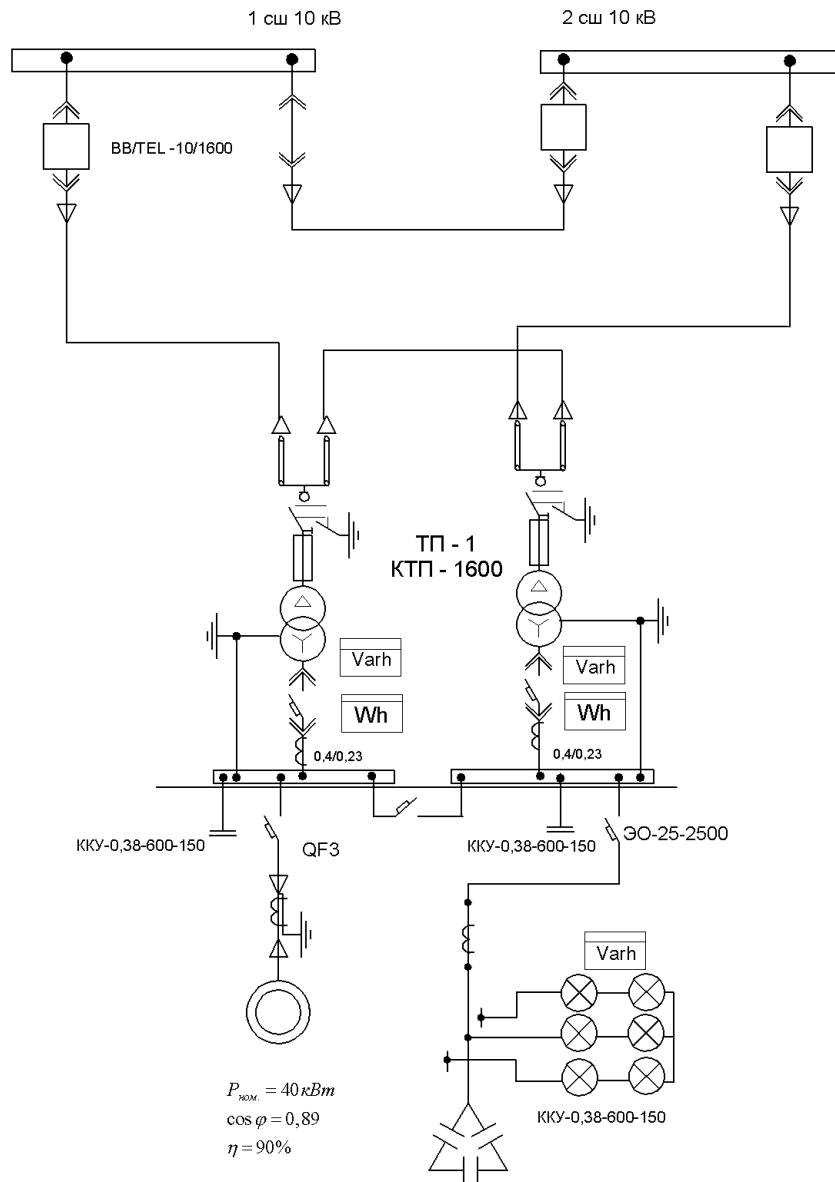 1 сш 10 кВ
2 сш 10 кВ
ВВ/TEL -10/1600
ТП - 1
КТП - 1600
Varh
Varh
Wh
Wh
0,4/0,23
0,4/0,23
ККУ-0,38-600-150
QF3
ККУ-0,38-600-150
ЭО-25-2500
Varh
Pном. = 40 кВт
cos φ = 0,89
η = 90%
ККУ-0,38-600-150